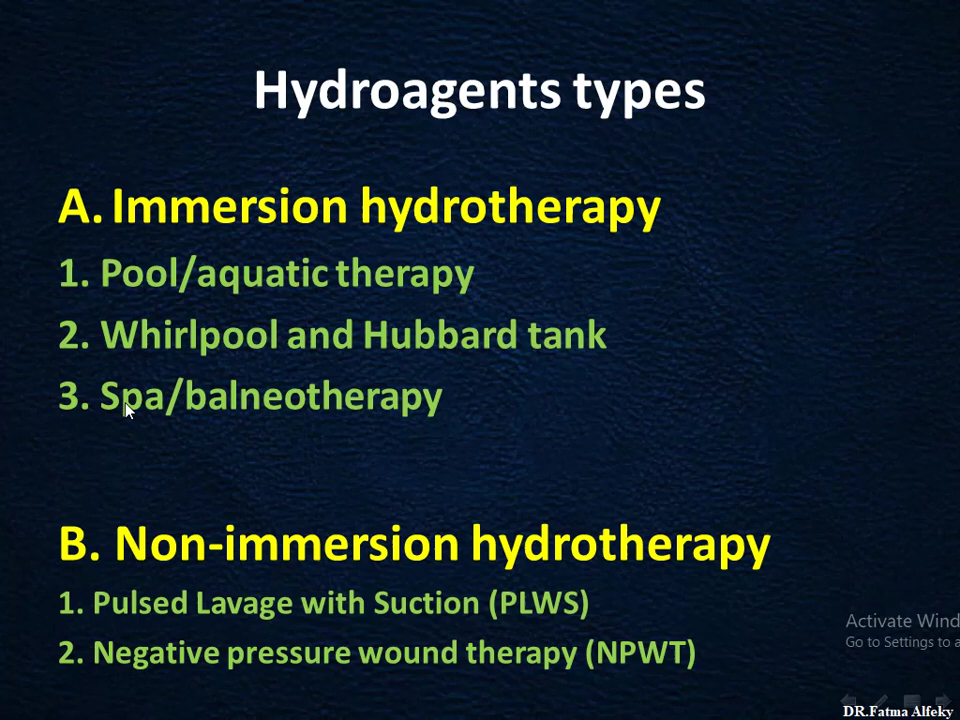 Hydroagents types
A. Immersion hydrotherapy
1. Pool/aquatic therapy
2. Whirlpool and Hubbard tank
3. Spa/balneotherapy
B. Non-immersion hydrotherapy
1. Pulsed Lavage with Suction (PLWS)
2. Negative pressure wound therapy (NPWT)
Activate Wind
Go to Settings to a
DR.Fatma Alfeky